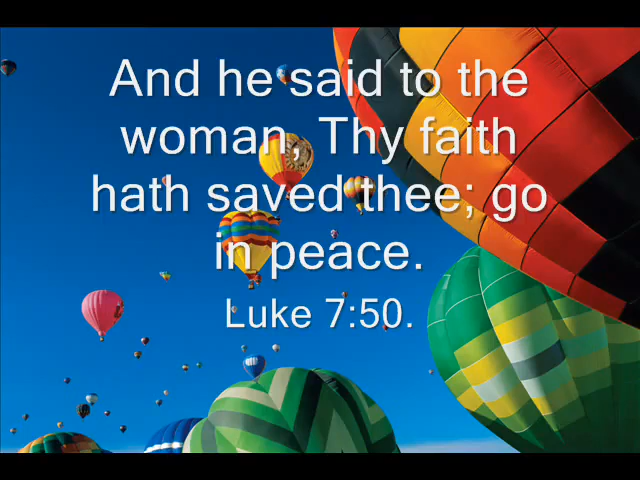 And he said to the
woman, Thy faith
hath saved thee; go
in peace.
Luke 7:50.